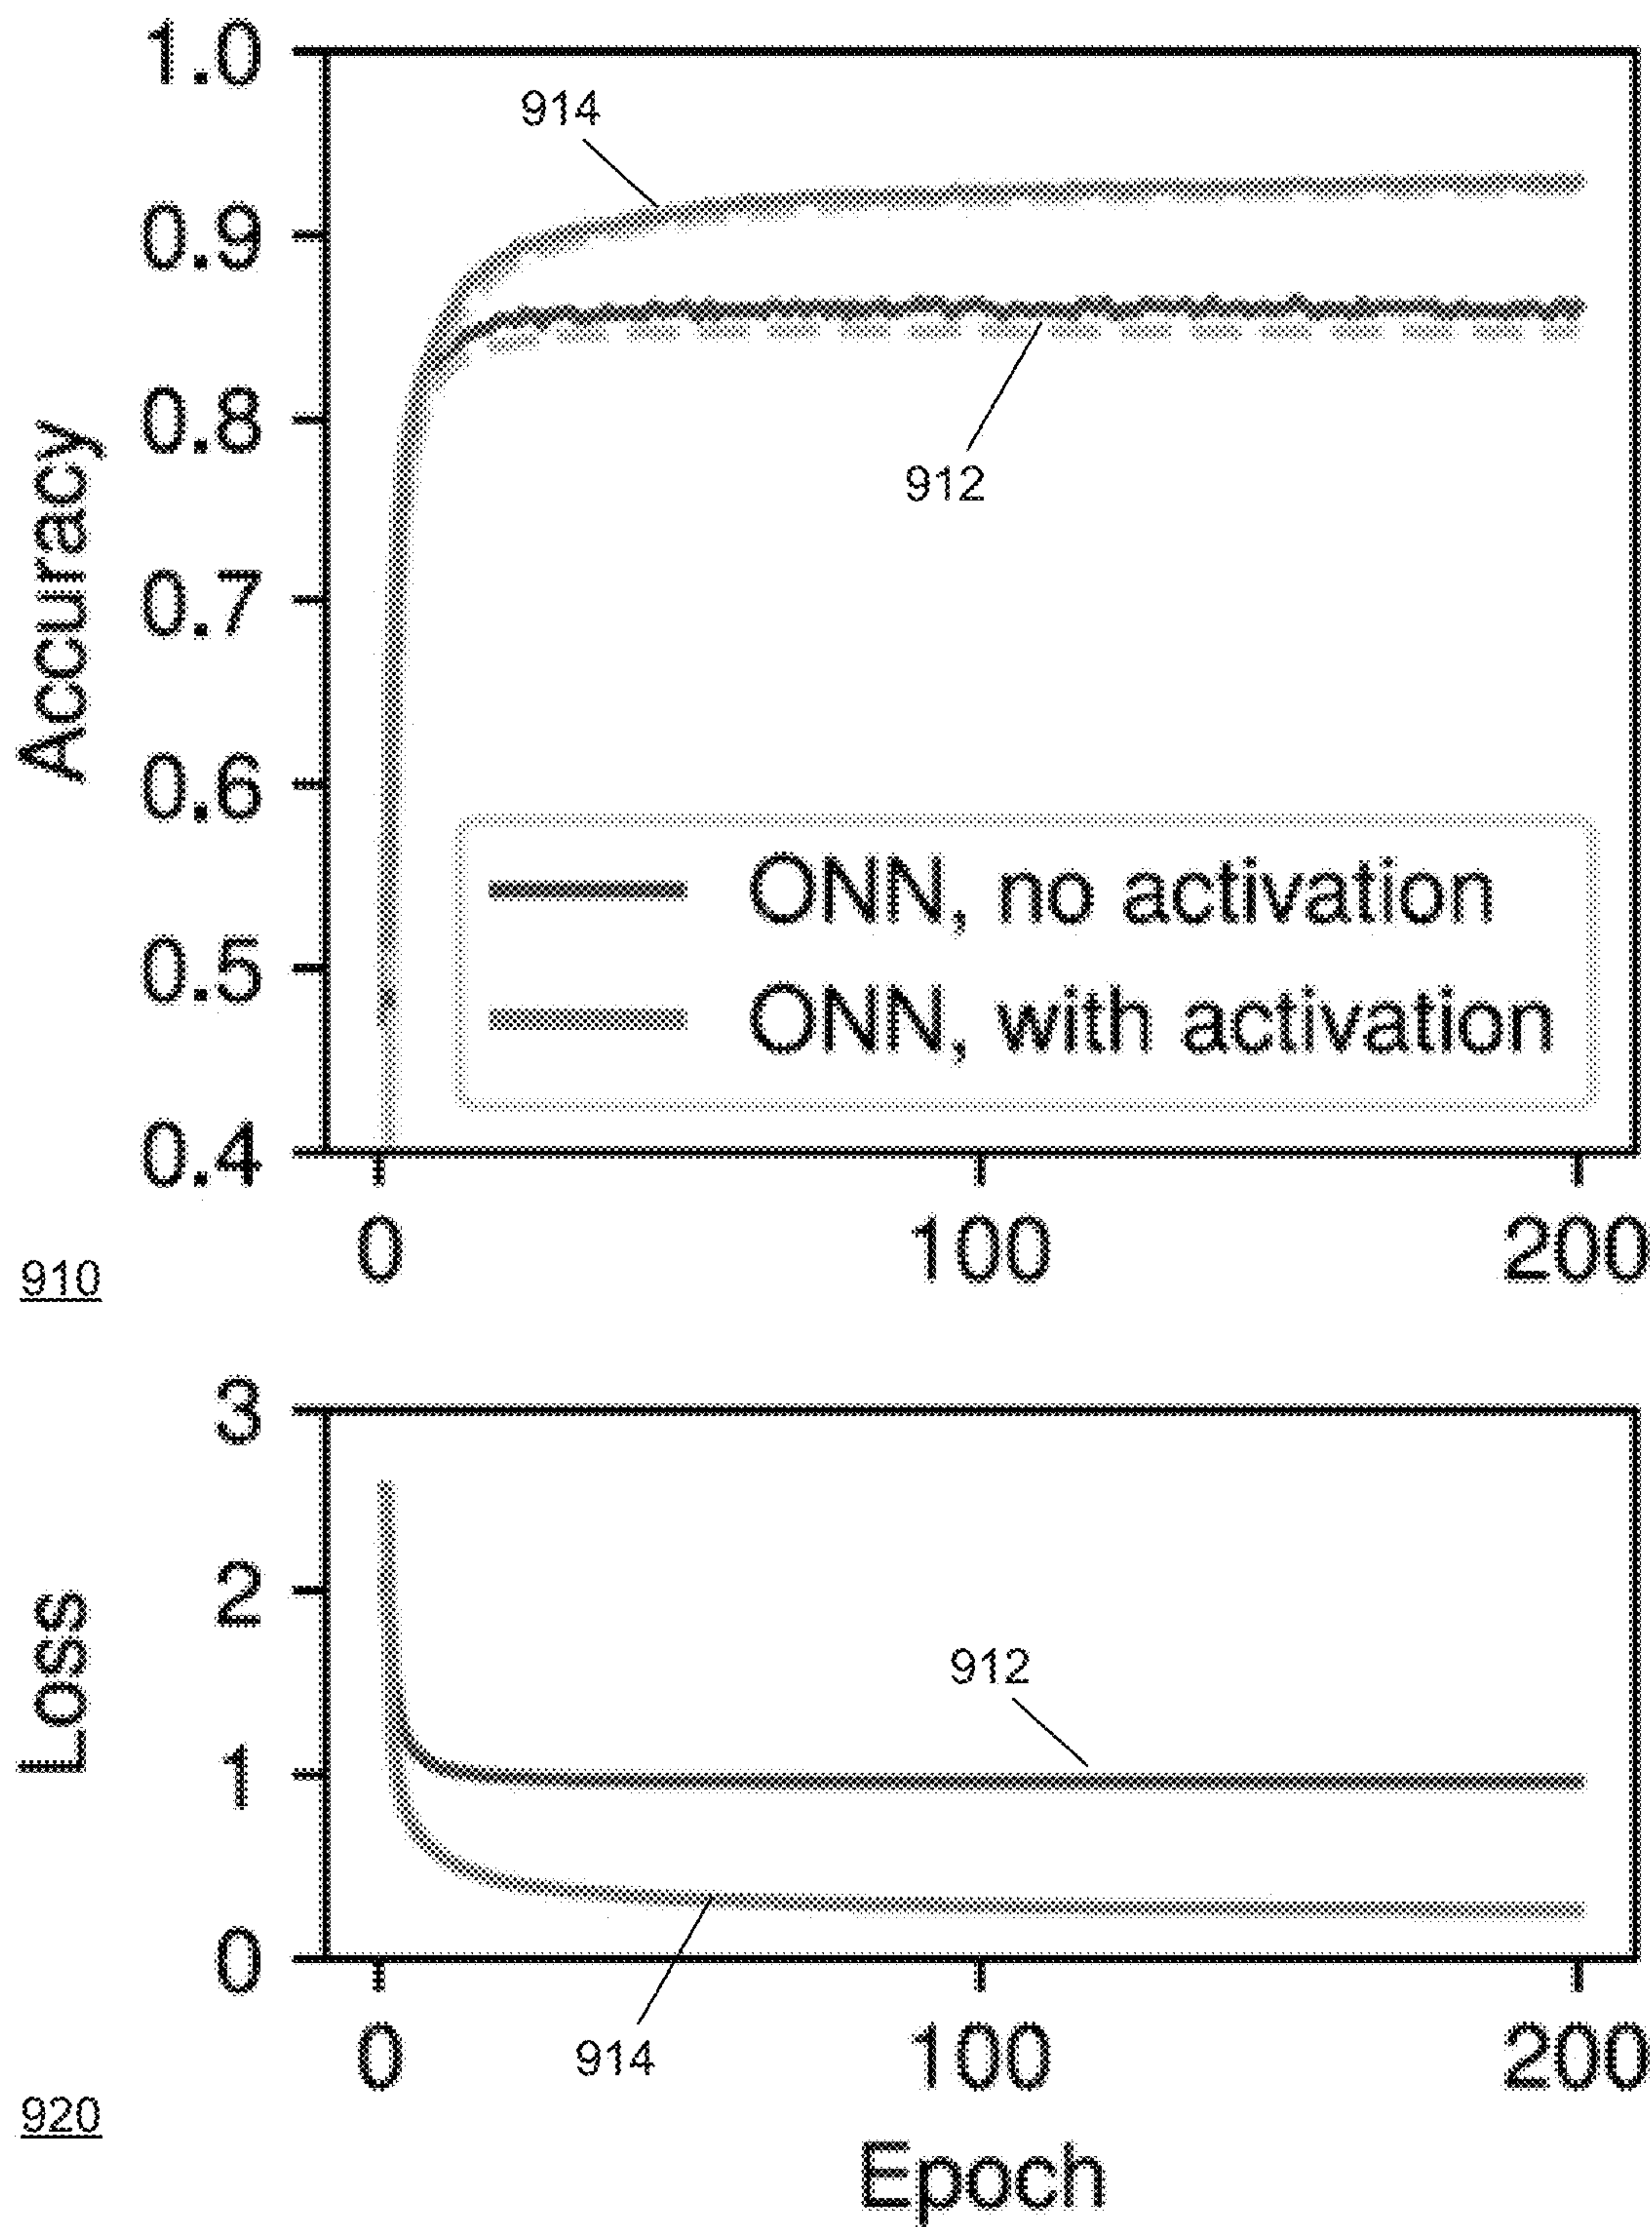 1.0
914
0.9
0.8
912
0.7
Accuracy
0.6
ONN, no activation
0.5
ONN, with activation
0.4
0 100 200
910
3
2
912
Loss
1
0
914
0 100 200
920
Epoch